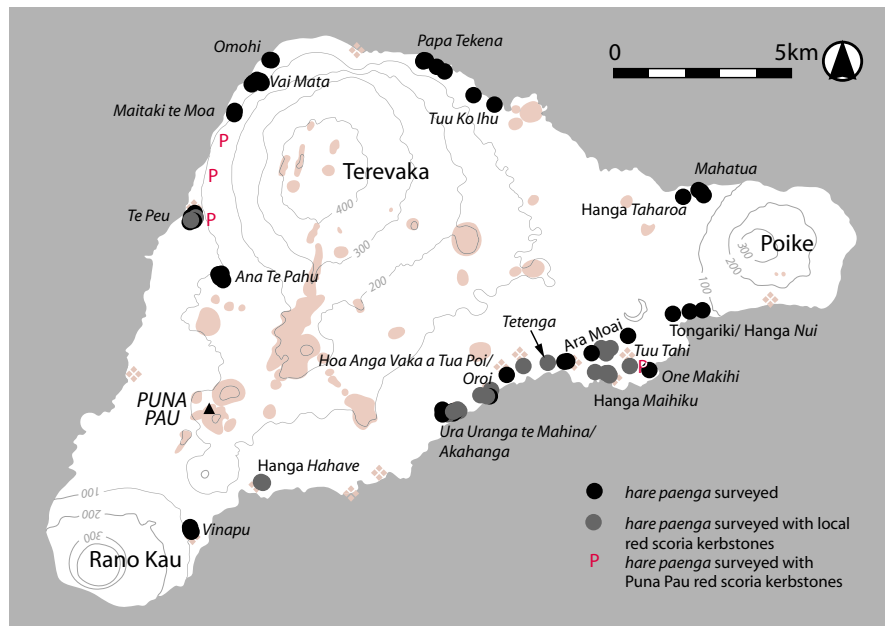 Omohi
Papa Tekena
0
5km
Vai Mata
Maitaki te Moa
Tuu Ko Ihu
P
Terevaka
Mahatua
P
400
Hanga Taharoa
Te Peu
P
300
300
Poike
200
Ana Te Pahu
200
100
Tetenga
Ara Moai
Tongariki/ Hanga Nui
Hoa Anga Vaka a Tua Poi/
Oroi
Tuu Tahi
P
One Makihi
PUNA
PAU
Hanga Maihiku
Ura Uranga te Mahina/
Akahanga
Hanga Hahave
100
200
300
Vinapu
Rano Kau
hare paenga surveyed
hare paenga surveyed with local
red scoria kerbstones
P
hare paenga surveyed with
Puna Pau red scoria kerbstones